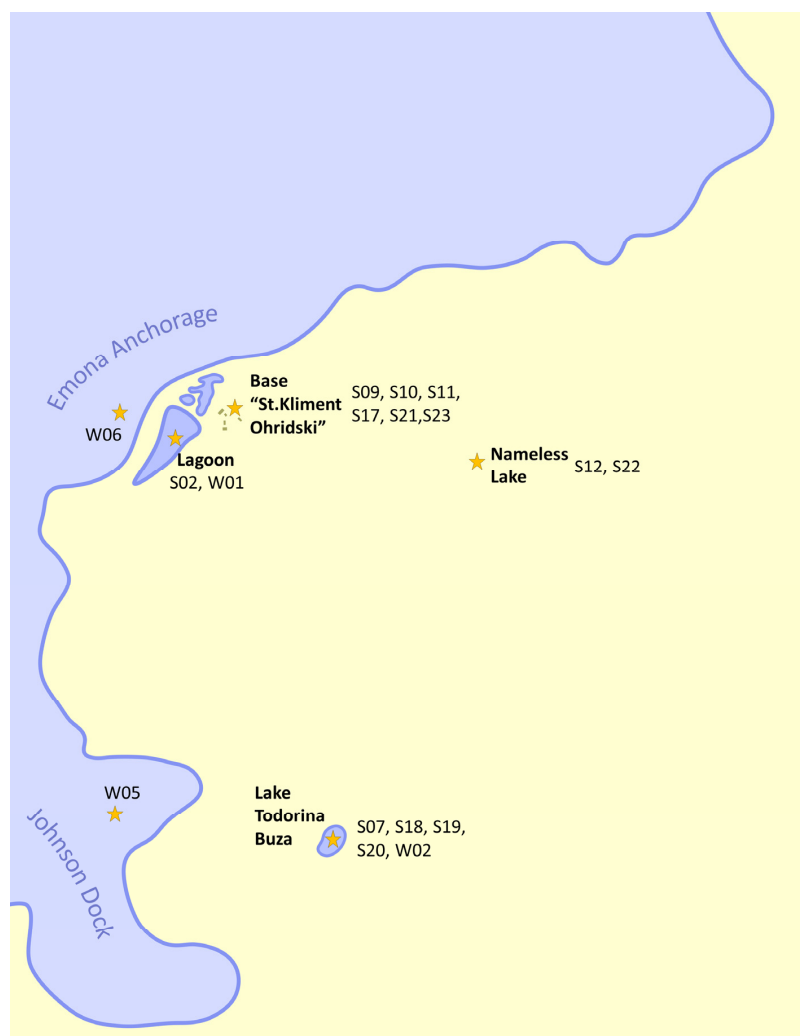 Emona Anchorage
W06
Base
“St.Kliment
Ohridski”
S09, S10, S11,
S17, S21,S23
Lagoon
S02, W01
Nameless
Lake
S12, S22
W05
Johnson Dock
Lake
Todorina
Buza
S07, S18, S19,
S20, W02